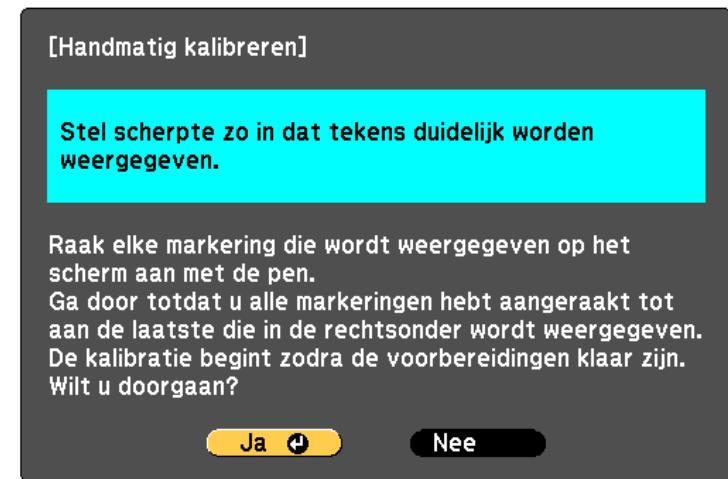 [Handmatig kalibreren]
Stel scherpte zo in dat tekens duidelijk worden
weergegeven.
Raak elke markering die wordt weergegeven op het
scherm aan met de pen.
Ga door totdat u alle markeringen hebt aangeraakt tot
aan de laatste die in de rechtsonder wordt weergegeven.
De kalibratie begint zodra de voorbereidingen klaar zijn.
Wilt u doorgaan?
Ja Nee